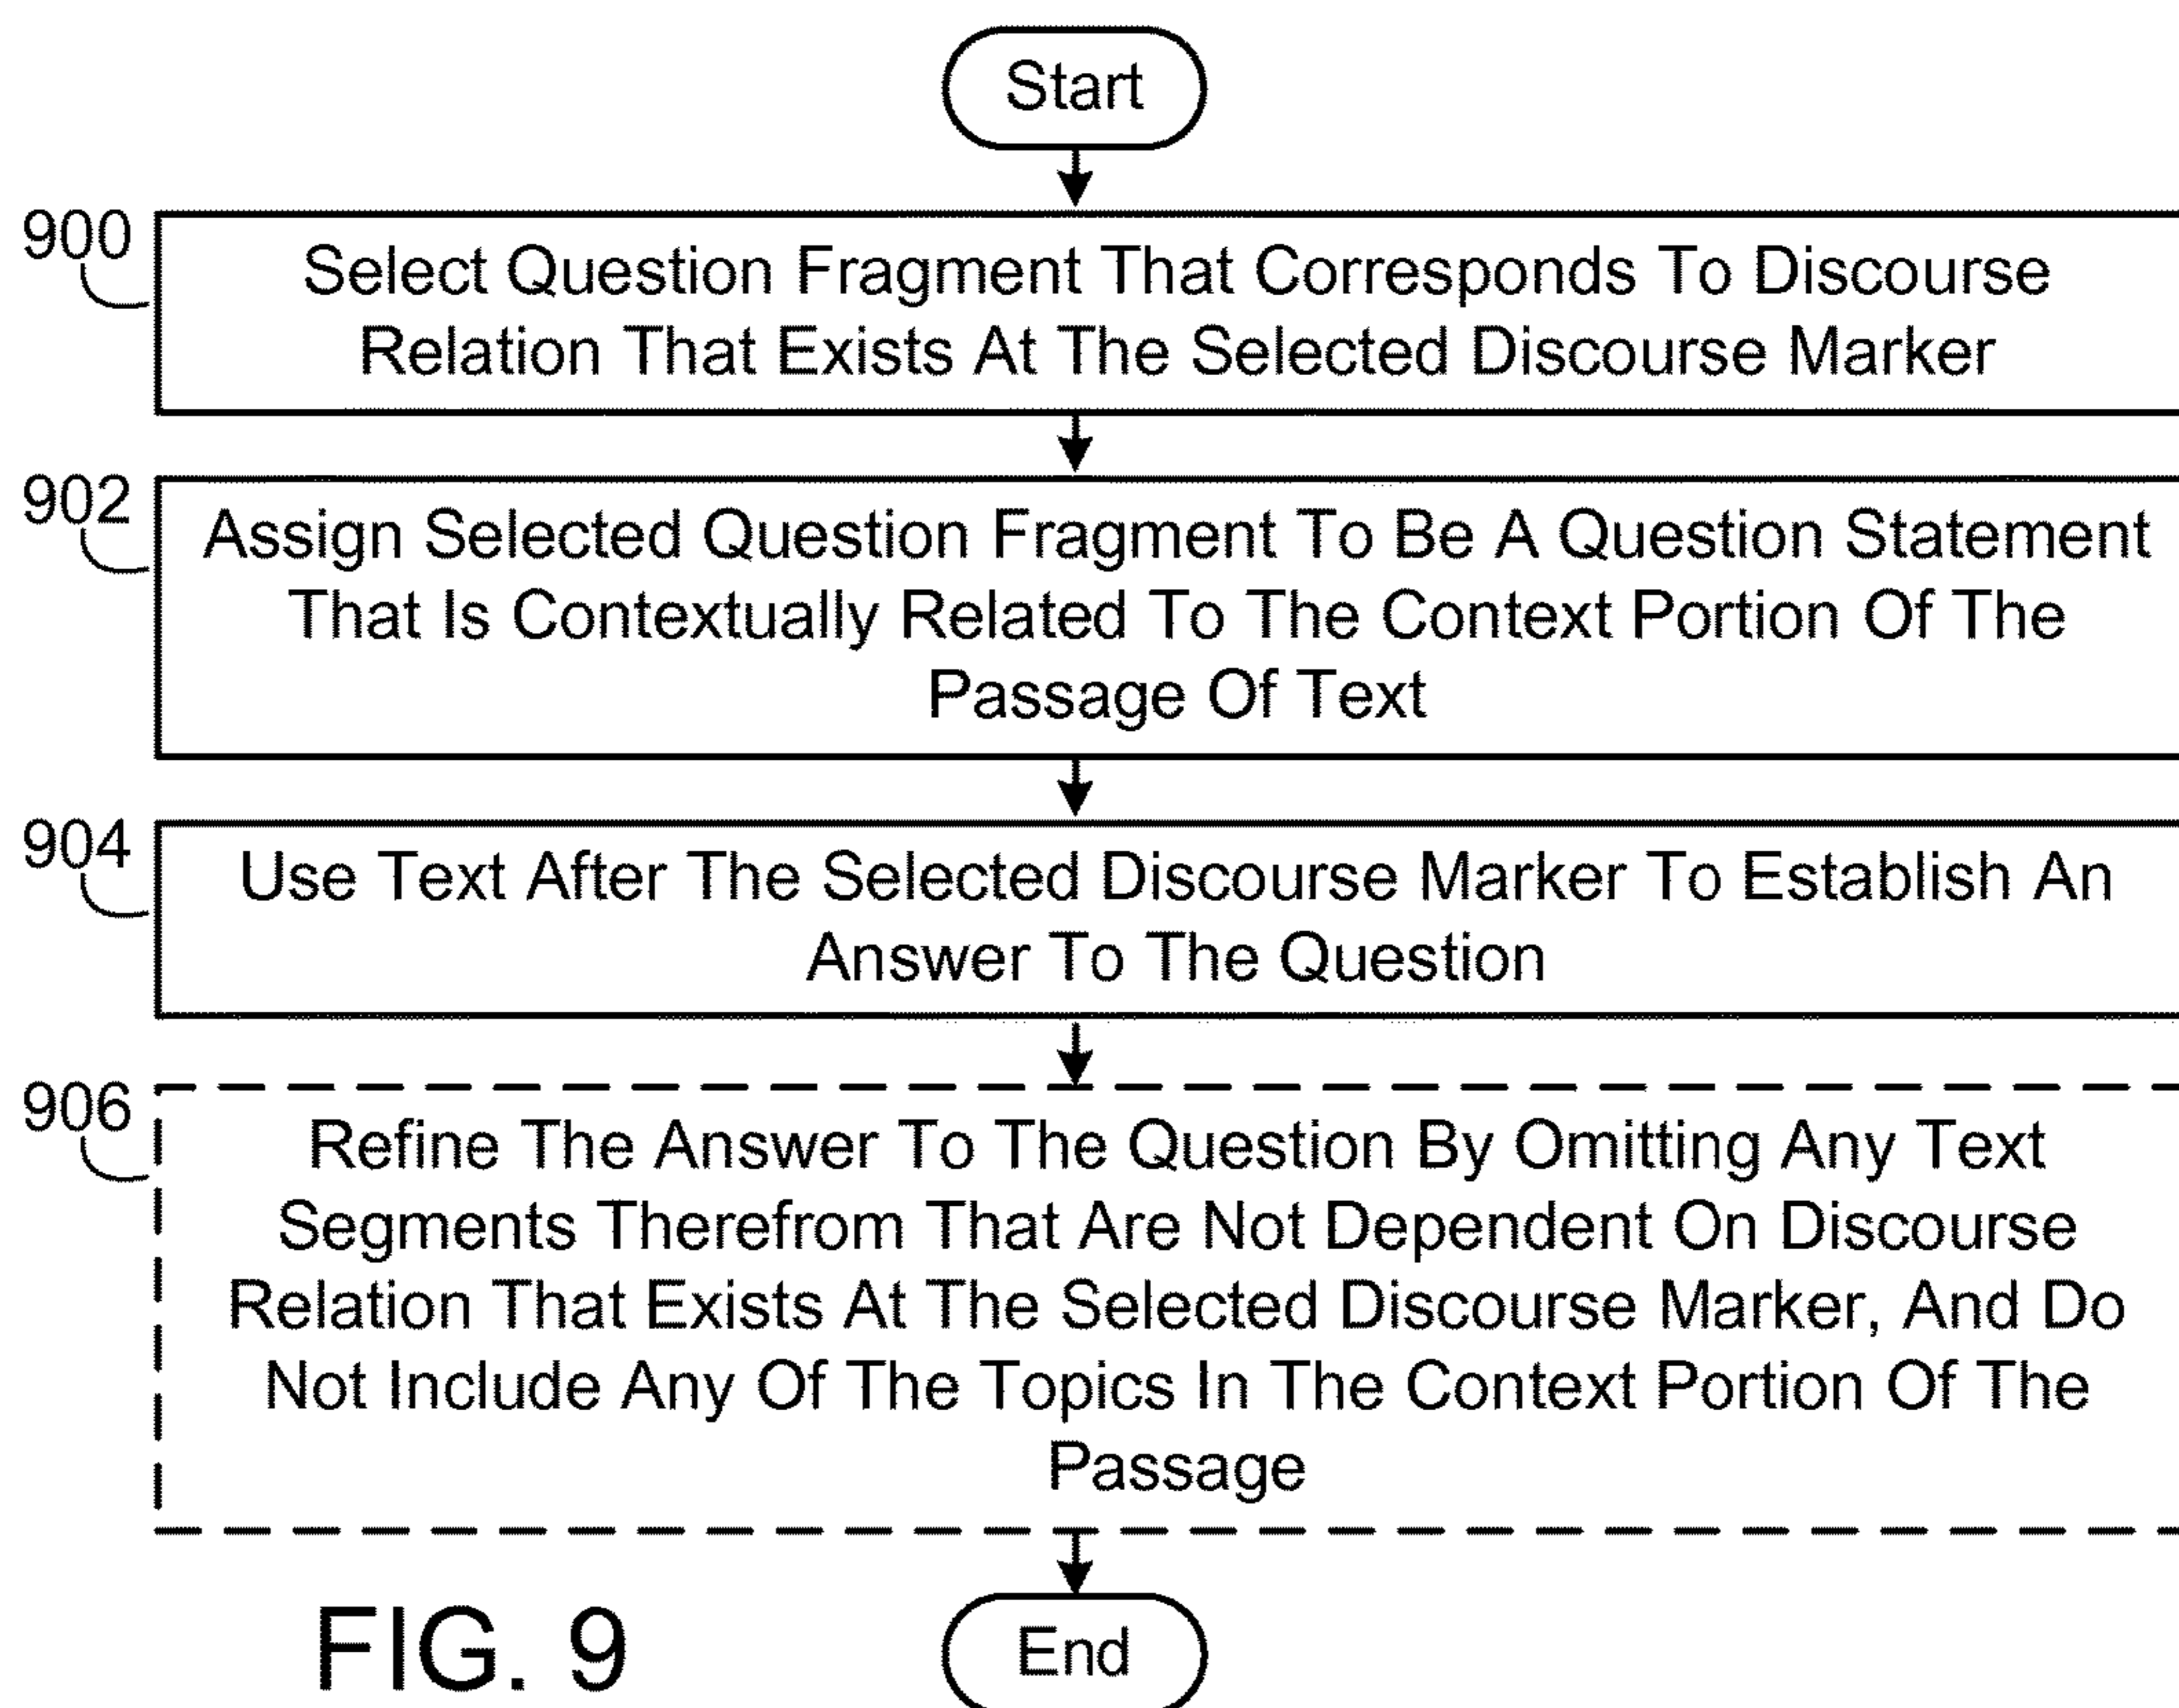 Start
900
Select Question Fragment That Corresponds To Discourse
Relation That Exists At The Selected Discourse Marker
902
Assign Selected Question Fragment To Be A Question Statement
That Is Contextually Related To The Context Portion Of The
Passage Of Text
904
Use Text After The Selected Discourse Marker To Establish An
Answer To The Question
906
Refine The Answer To The Question By Omitting Any Text
Segments Therefrom That Are Not Dependent On Discourse
Relation That Exists At The Selected Discourse Marker, And Do
Not Include Any Of The Topics In The Context Portion Of The
Passage
FIG. 9
End